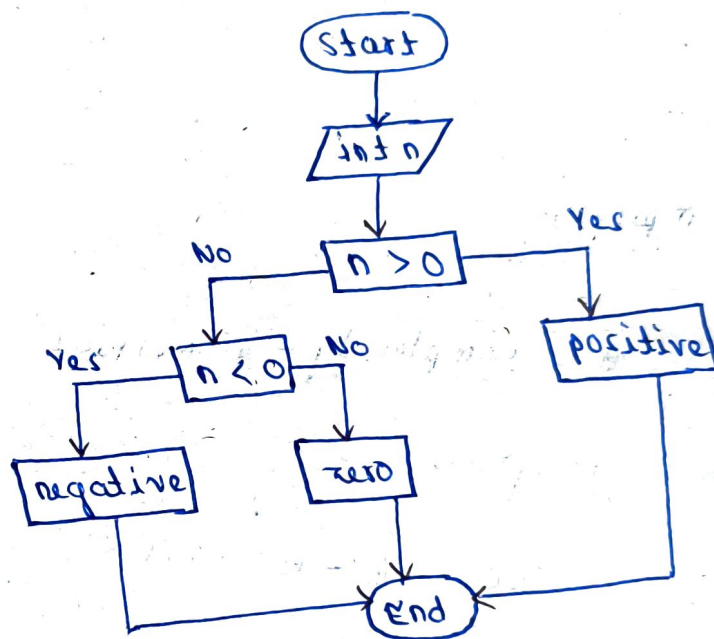 Start
int n
n > 0
No
Yes
n < 0
positive
Yes
No
negative
zero
End